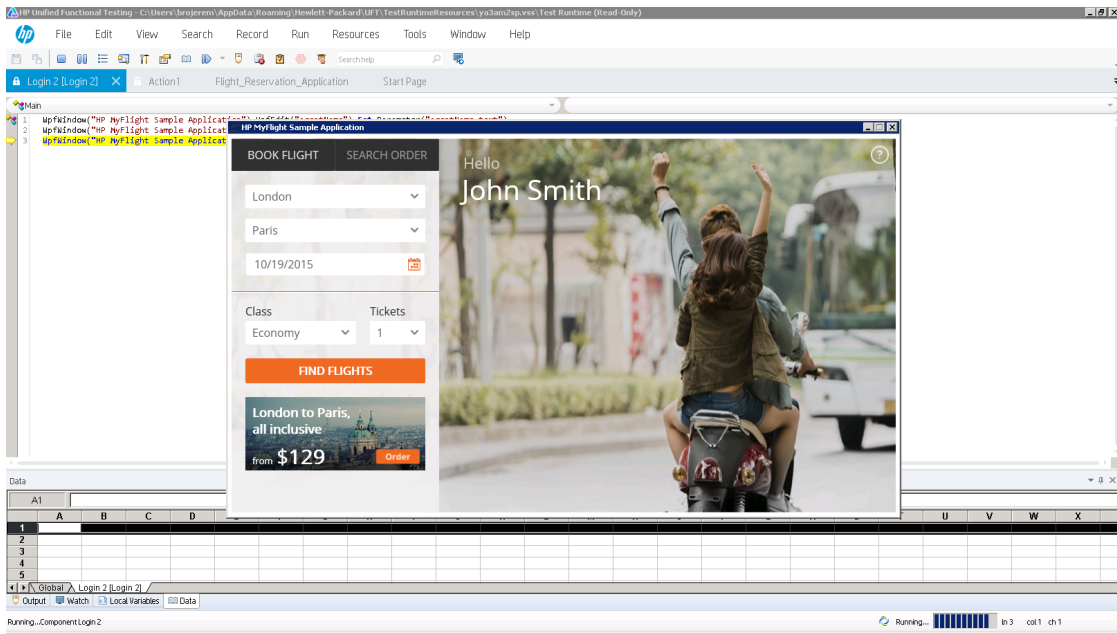 HP Unified Functional Testing - C:\Users\brojerem\AppData\Roaming\Hewlett-Packard\UFT\TestRuntimeResources\ya3am2sp.vss\Test Runtime (Read-Only)
hp File Edit View Search Record Run Resources Tools Window Help
Search help
Login 2 [Login 2] Action1 Flight_Reservation_Application Start Page
Main
1 WpfWindow("HP MyFlight Sample Application").WpfEdit("agentName").Set Parameter("agentName_text")
2 WpfWindow("HP MyFlight Sample Applicat
3 WpfWindow("HP MyFlight Sample Applicat
HP MyFlight Sample Application
BOOK FLIGHT SEARCH ORDER
Hello
John Smith
?
London
Paris
10/19/2015
Class Tickets
Economy 1
FIND FLIGHTS
London to Paris,
all inclusive
from $129 Order
Data
A1
A B C D U V W X
1
2
3
4
5
Global Login 2 [Login 2]
Output Watch Local Variables Data
Running...Component Login 2 Running... ln 3 col 1 ch 1